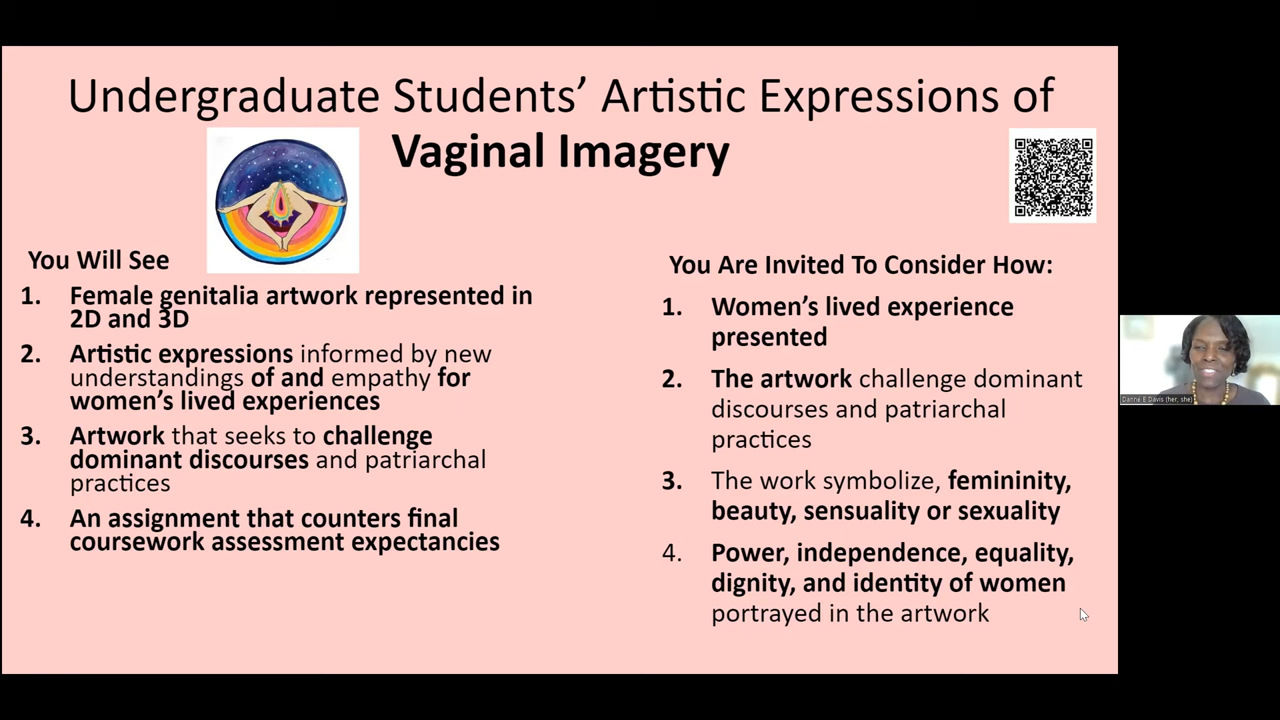 Undergraduate Students’ Artistic Expressions of
Vaginal Imagery
You Will See
1. Female genitalia artwork represented in
2D and 3D
2. Artistic expressions informed by new
understandings of and empathy for
women’s lived experiences
3. Artwork that seeks to challenge
dominant discourses and patriarchal
practices
4. An assignment that counters final
coursework assessment expectancies
You Are Invited To Consider How:
1. Women’s lived experience
presented
2. The artwork challenge dominant
discourses and patriarchal
practices
3. The work symbolize, femininity,
beauty, sensuality or sexuality
4. Power, independence, equality,
dignity, and identity of women
portrayed in the artwork
Danné E Davis (her, she)